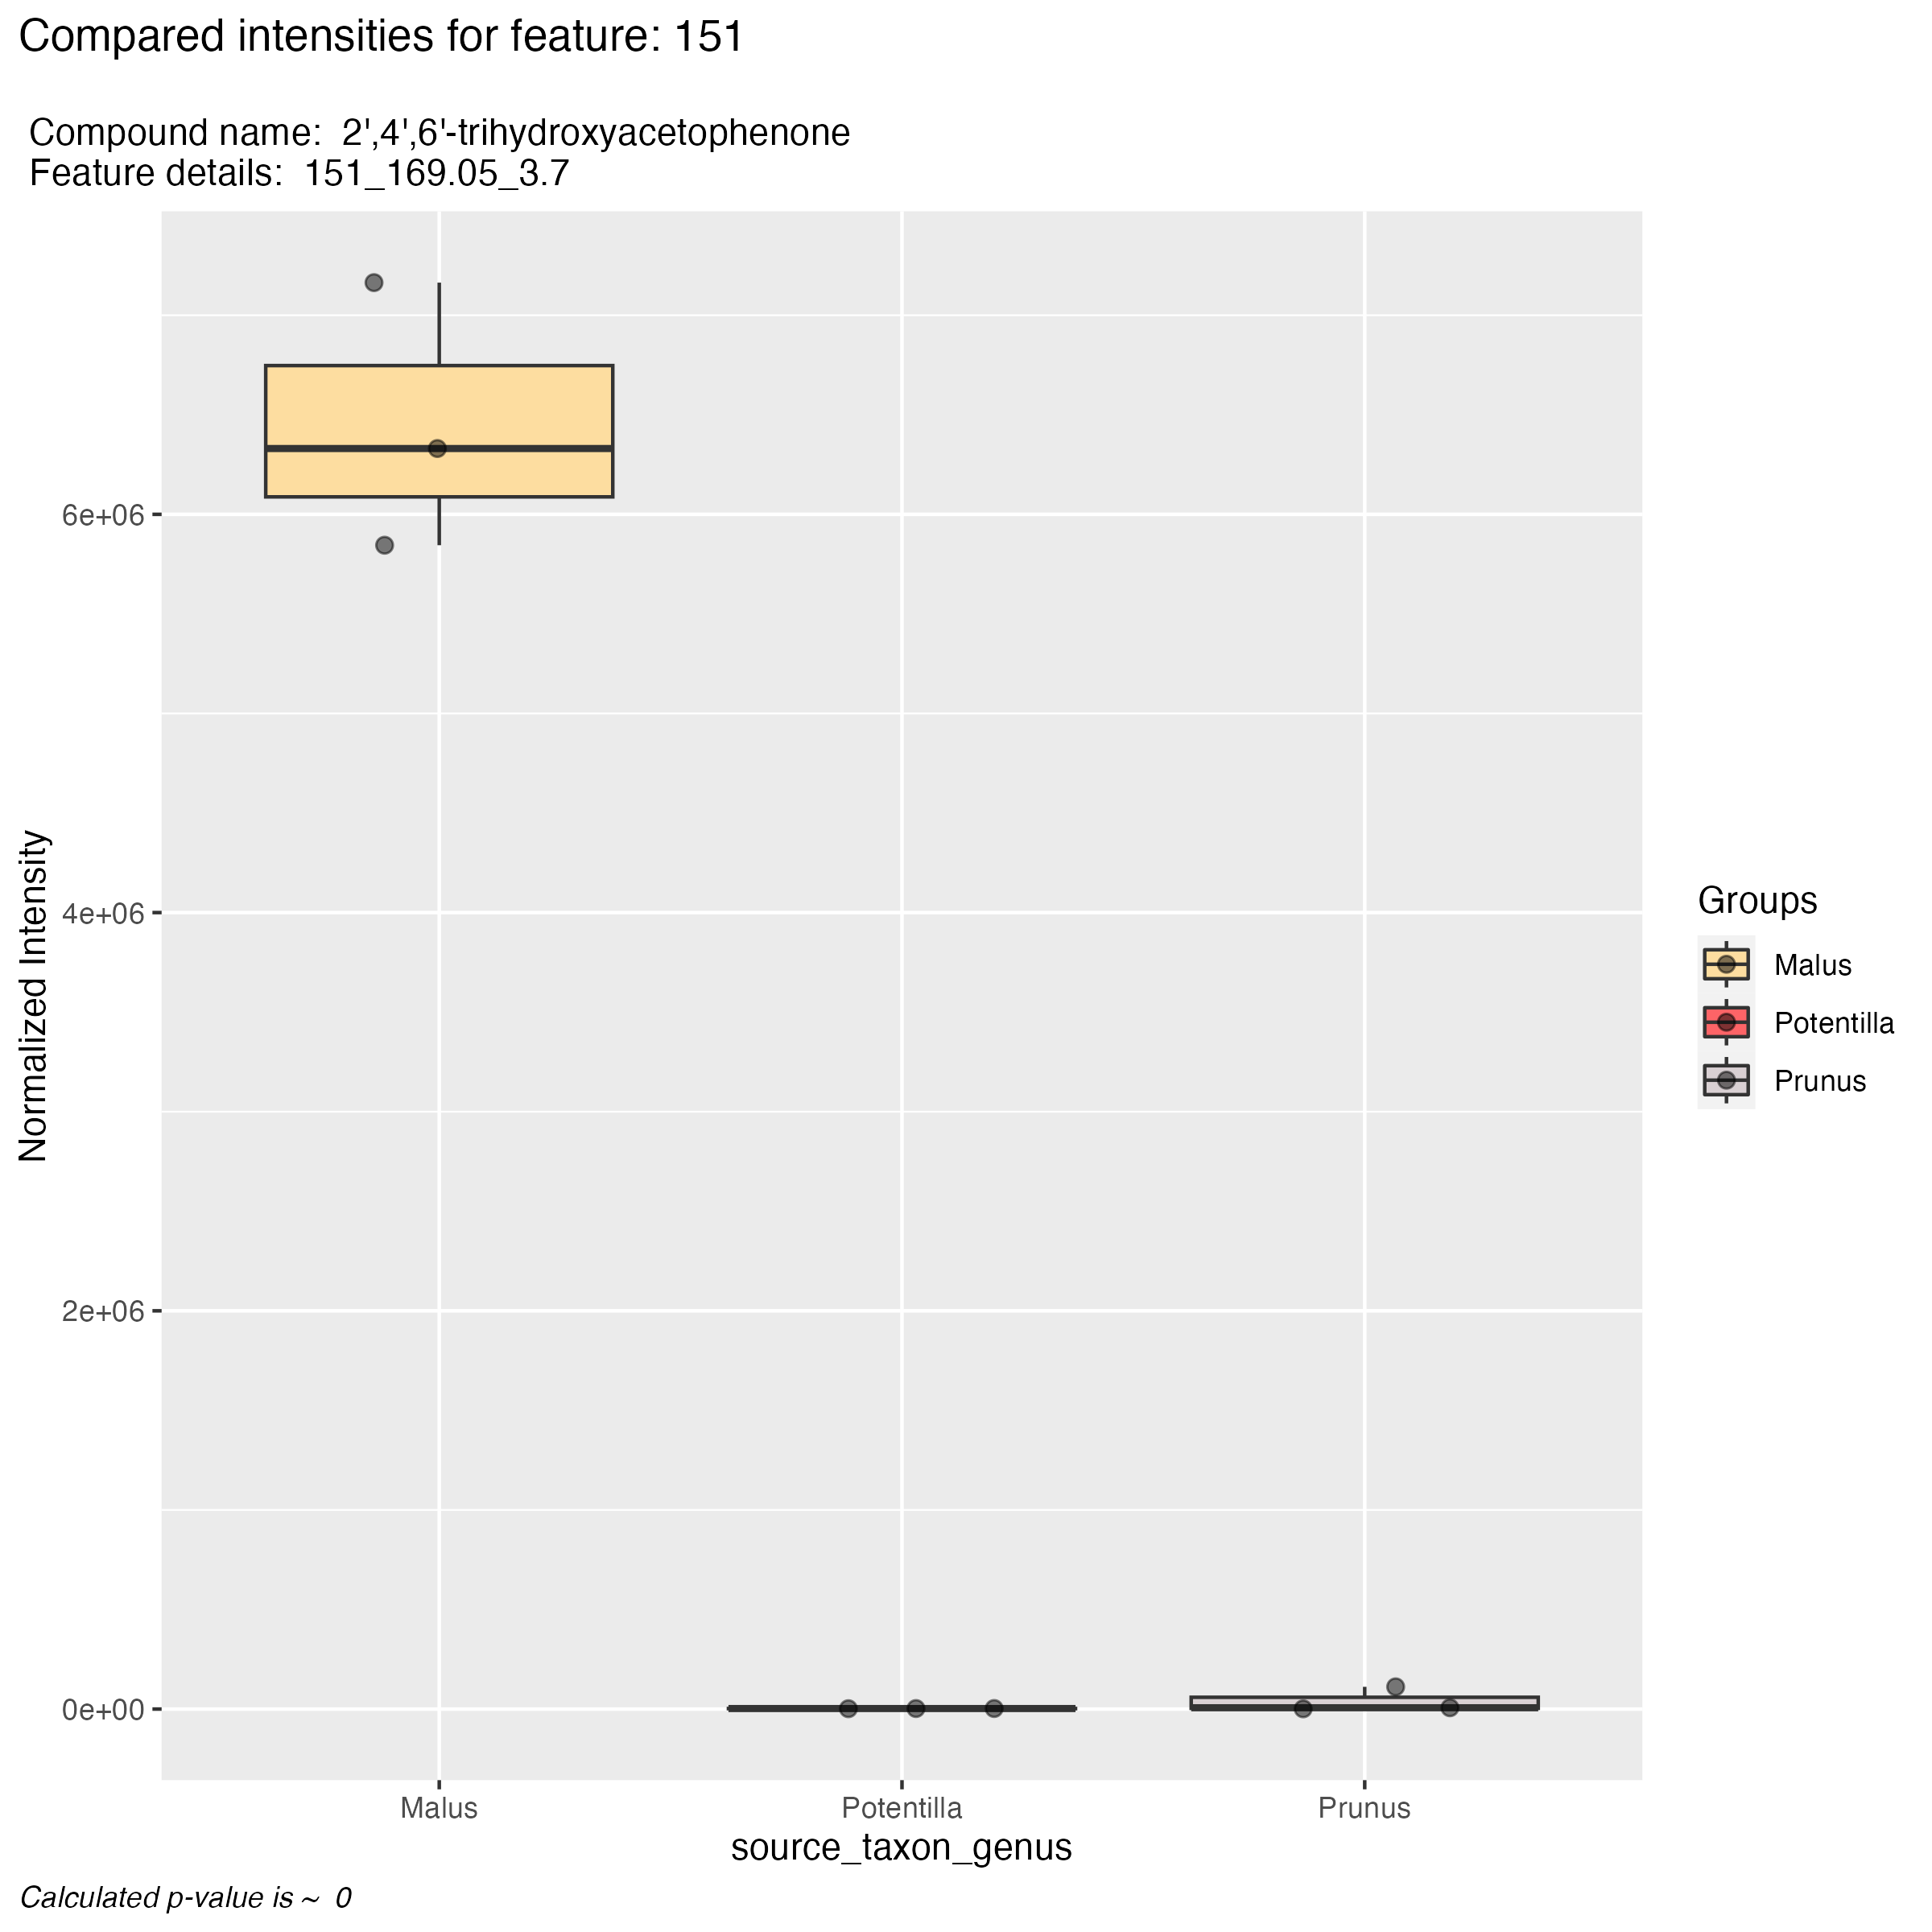 Compared intensities for feature: 151
Compound name:  2',4',6'-trihydroxyacetophenone
Feature details:  151_169.05_3.7
Normalized Intensity
6e+06
4e+06
2e+06
0e+00
Malus
Potentilla
Prunus
source_taxon_genus
Groups
Malus
Potentilla
Prunus
Calculated p-value is ~  0